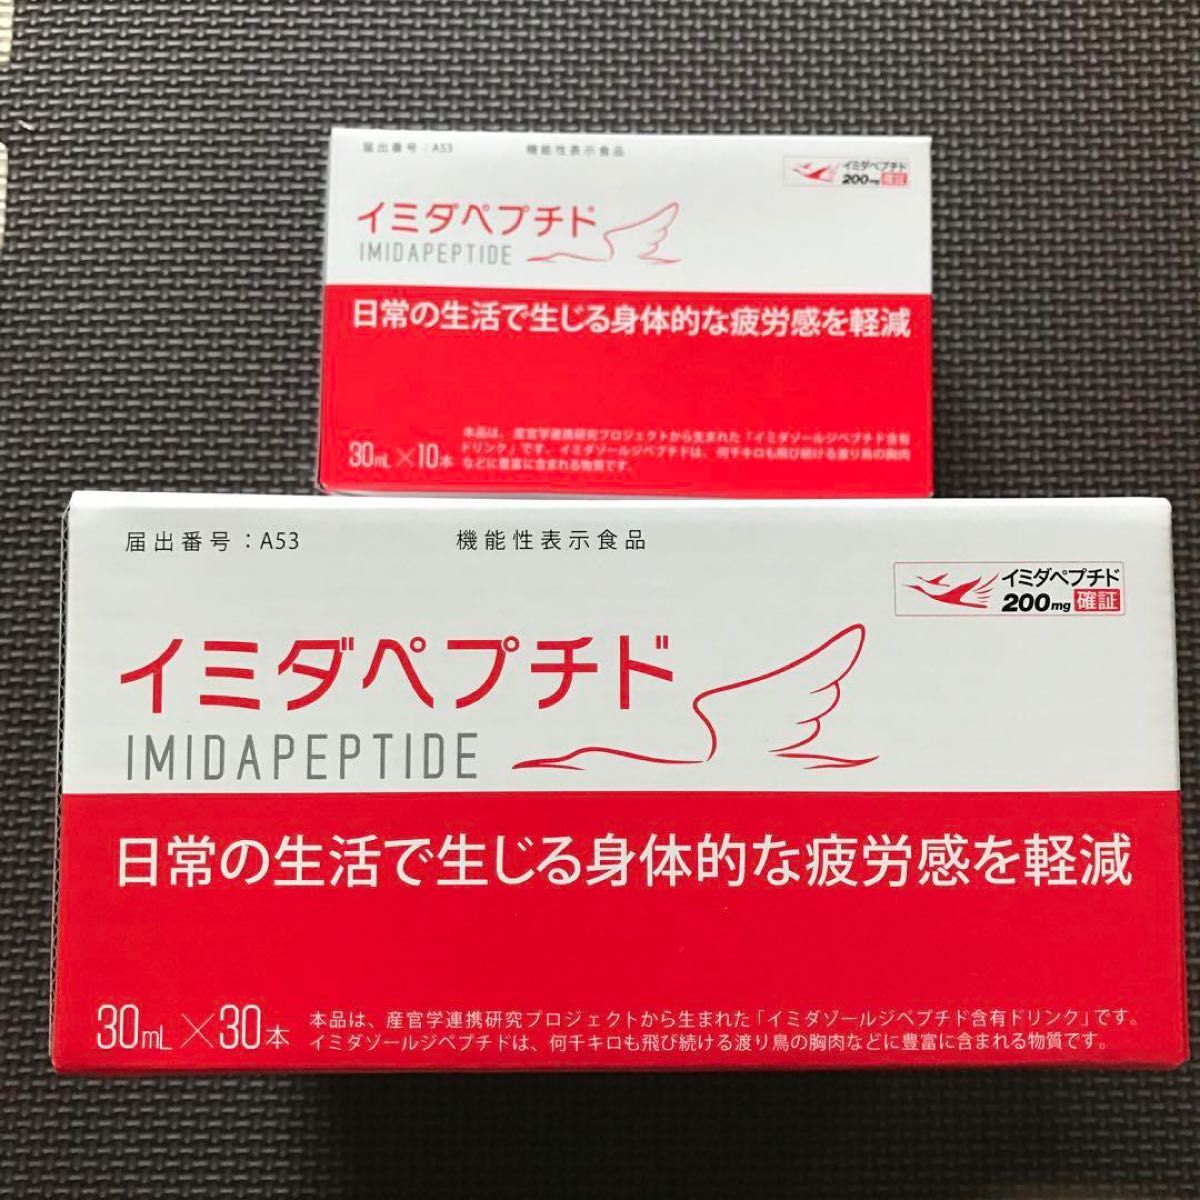 届出番号：A53 機能性表示食品
イミダペプチド
200mg 確証
イミダペプチド
IMIDAPEPTIDE
日常の生活で生じる身体的な疲労感を軽減
30mL×10本
本品は、産官学連携研究プロジェクトから生まれた「イミダゾールジペプチド含有
ドリンク」です。イミダゾールジペプチドは、何千キロも飛び続ける渡り鳥の胸肉
などに豊富に含まれる物質です。
届出番号：A53 機能性表示食品
イミダペプチド
200mg 確証
イミダペプチド
IMIDAPEPTIDE
日常の生活で生じる身体的な疲労感を軽減
30mL×30本
本品は、産官学連携研究プロジェクトから生まれた「イミダゾールジペプチド含有ドリンク」です。
イミダゾールジペプチドは、何千キロも飛び続ける渡り鳥の胸肉などに豊富に含まれる物質です。